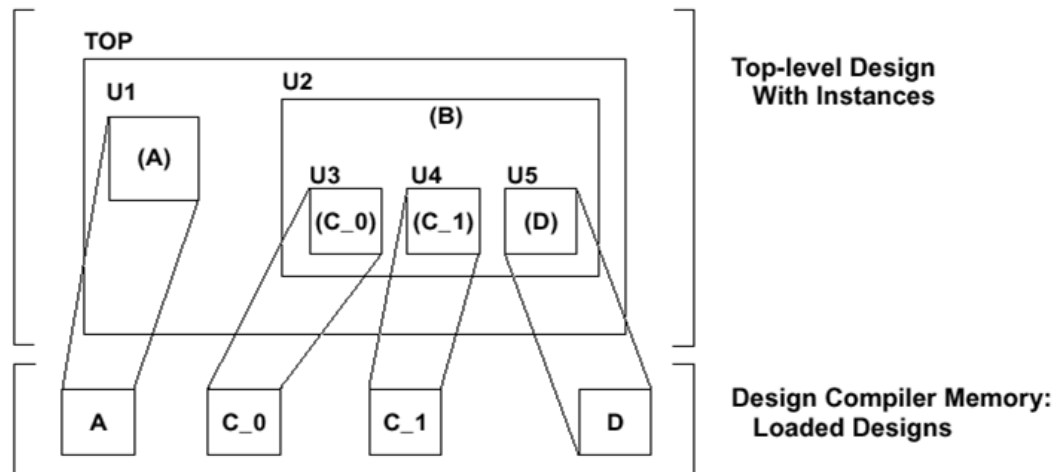 TOP
Top-level Design
With Instances
U1
U2
(B)
(A)
U3
U4
U5
(C_0)
(C_1)
(D)
A
C_0
C_1
D
Design Compiler Memory:
Loaded Designs